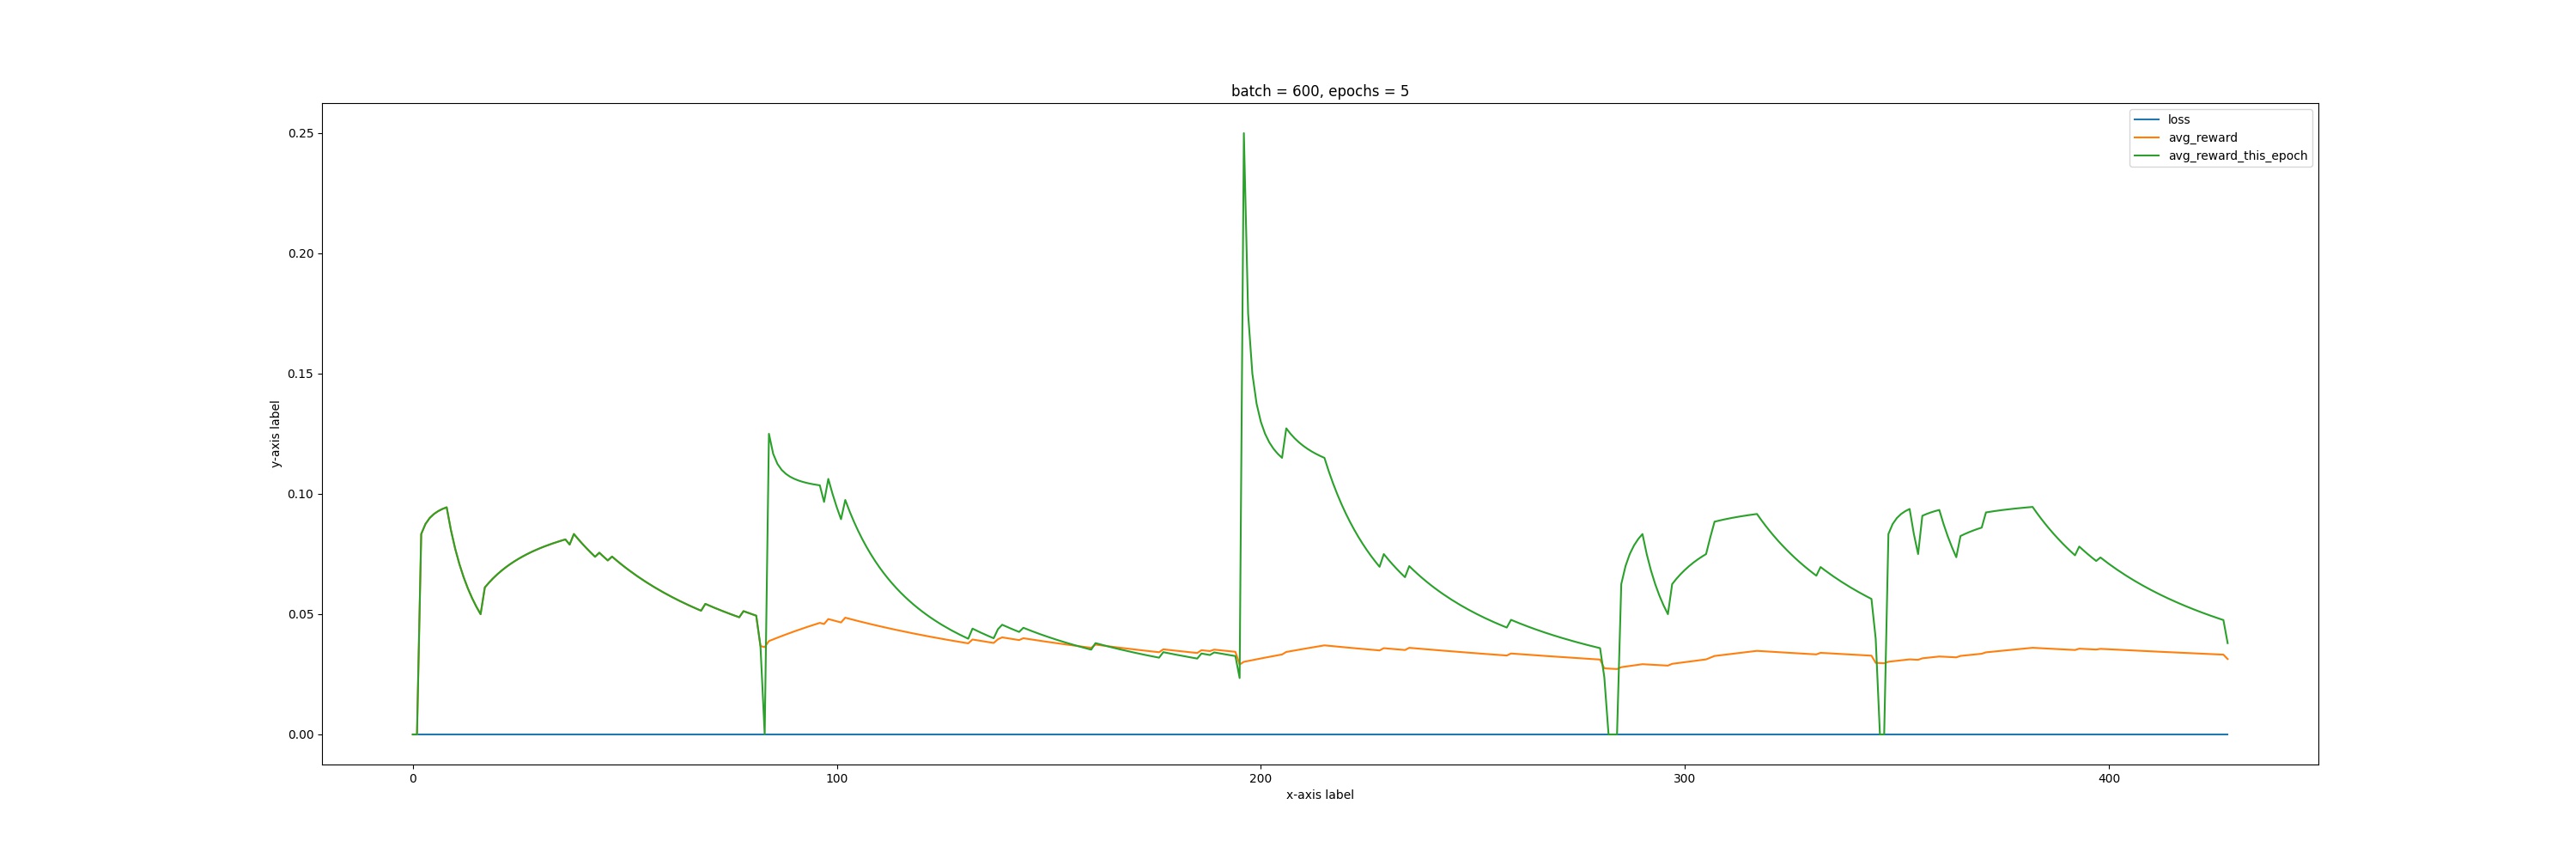 batch = 600, epochs = 5
loss
avg_reward
avg_reward_this_epoch
0.25
0.20
0.15
0.10
0.05
0.00
y-axis label
0 100 200 300 400
x-axis label